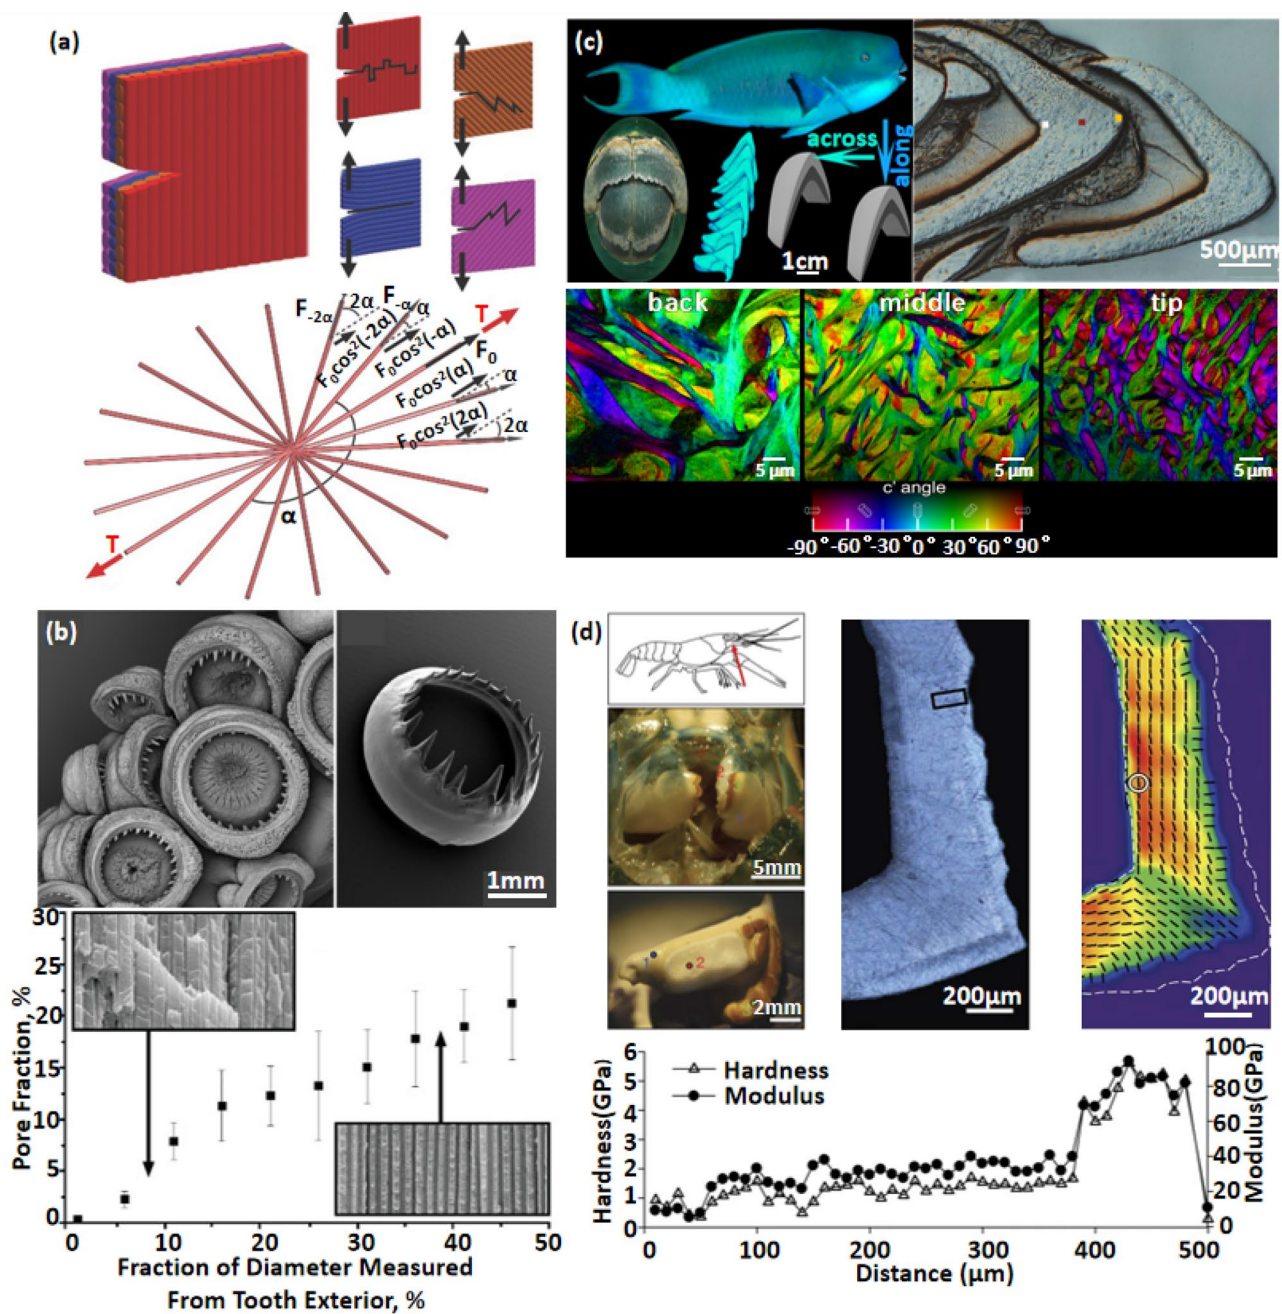 (a)
F-2α
2α
F-α
α
T
F₀cos²(-2α)
F₀cos²(-α)
F₀
F₀cos²(α)
α
F₀cos²(2α)
2α
α
T
(b)
1mm
30
25
20
15
10
5
0
Pore Fraction, %
0
10
20
30
40
50
Fraction of Diameter Measured
From Tooth Exterior, %
(c)
across
along
1cm
500µm
back
middle
tip
5 µm
5 µm
5 µm
c' angle
-90° -60° -30° 0° 30° 60° 90°
(d)
2
1
5mm
1
2
2mm
200µm
200µm
6
5
4
3
2
1
0
Hardness(GPa)
Hardness
Modulus
100
80
60
40
20
0
Modulus(GPa)
0
100
200
300
400
500
Distance (µm)